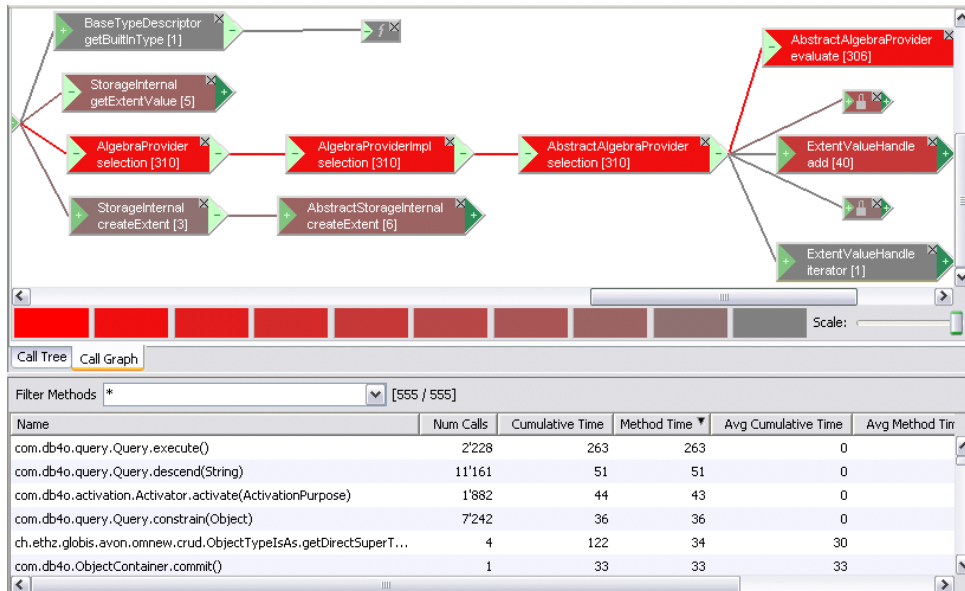 BaseTypeDescriptor
getBuiltInType [1]
AbstractAlgebraProvider
evaluate [306]
StorageInternal
getExtentValue [5]
AlgebraProvider
selection [310]
AlgebraProviderImpl
selection [310]
AbstractAlgebraProvider
selection [310]
ExtentValueHandle
add [40]
StorageInternal
createExtent [3]
AbstractStorageInternal
createExtent [6]
ExtentValueHandle
iterator [1]
Scale:
Call Tree Call Graph
Filter Methods * [555 / 555]
Name Num Calls Cumulative Time Method Time Avg Cumulative Time Avg Method Tim
com.db4o.query.Query.execute() 2'228 263 263 0
com.db4o.query.Query.descend(String) 11'161 51 51 0
com.db4o.activation.Activator.activate(ActivationPurpose) 1'882 44 43 0
com.db4o.query.Query.constrain(Object) 7'242 36 36 0
ch.ethz.globis.avon.omnew.crud.ObjectTypeIsAs.getDirectSuperT... 4 122 34 30
com.db4o.ObjectContainer.commit() 1 33 33 33